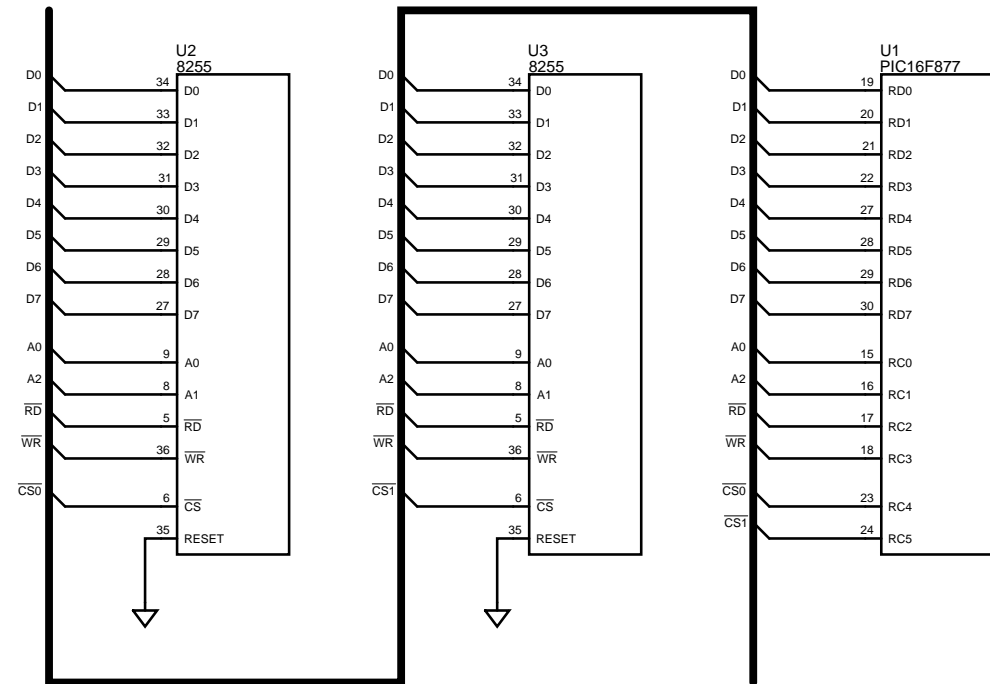 U2
8255
D0 34 D0
D1 33 D1
D2 32 D2
D3 31 D3
D4 30 D4
D5 29 D5
D6 28 D6
D7 27 D7
A0 9 A0
A2 8 A1
RD 5 RD
WR 36 WR
CS0 6 CS
35 RESET
U3
8255
D0 34 D0
D1 33 D1
D2 32 D2
D3 31 D3
D4 30 D4
D5 29 D5
D6 28 D6
D7 27 D7
A0 9 A0
A2 8 A1
RD 5 RD
WR 36 WR
CS1 6 CS
35 RESET
U1
PIC16F877
D0 19 RD0
D1 20 RD1
D2 21 RD2
D3 22 RD3
D4 27 RD4
D5 28 RD5
D6 29 RD6
D7 30 RD7
A0 15 RC0
A2 16 RC1
RD 17 RC2
WR 18 RC3
CS0 23 RC4
CS1 24 RC5